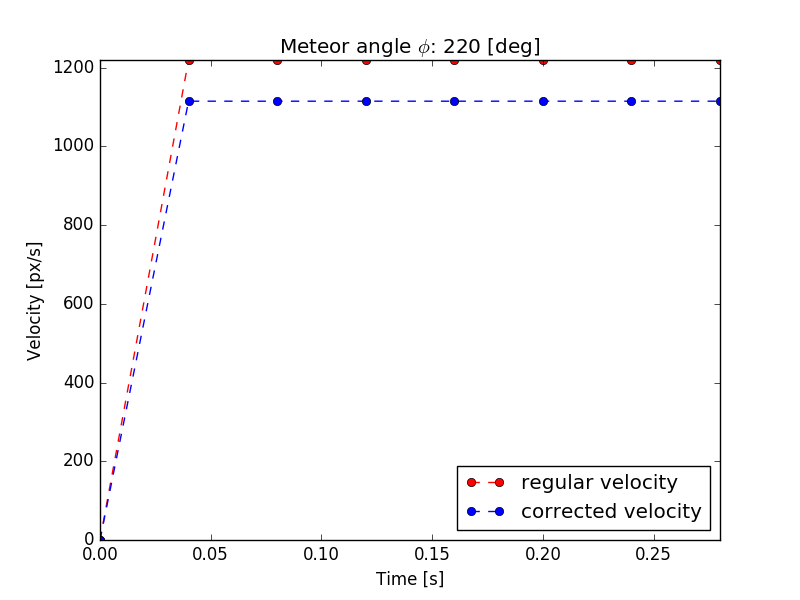 Meteor angle ϕ: 220 [deg]
1200
1000
800
600
400
200
0
Velocity [px/s]
regular velocity
corrected velocity
0.00 0.05 0.10 0.15 0.20 0.25
Time [s]